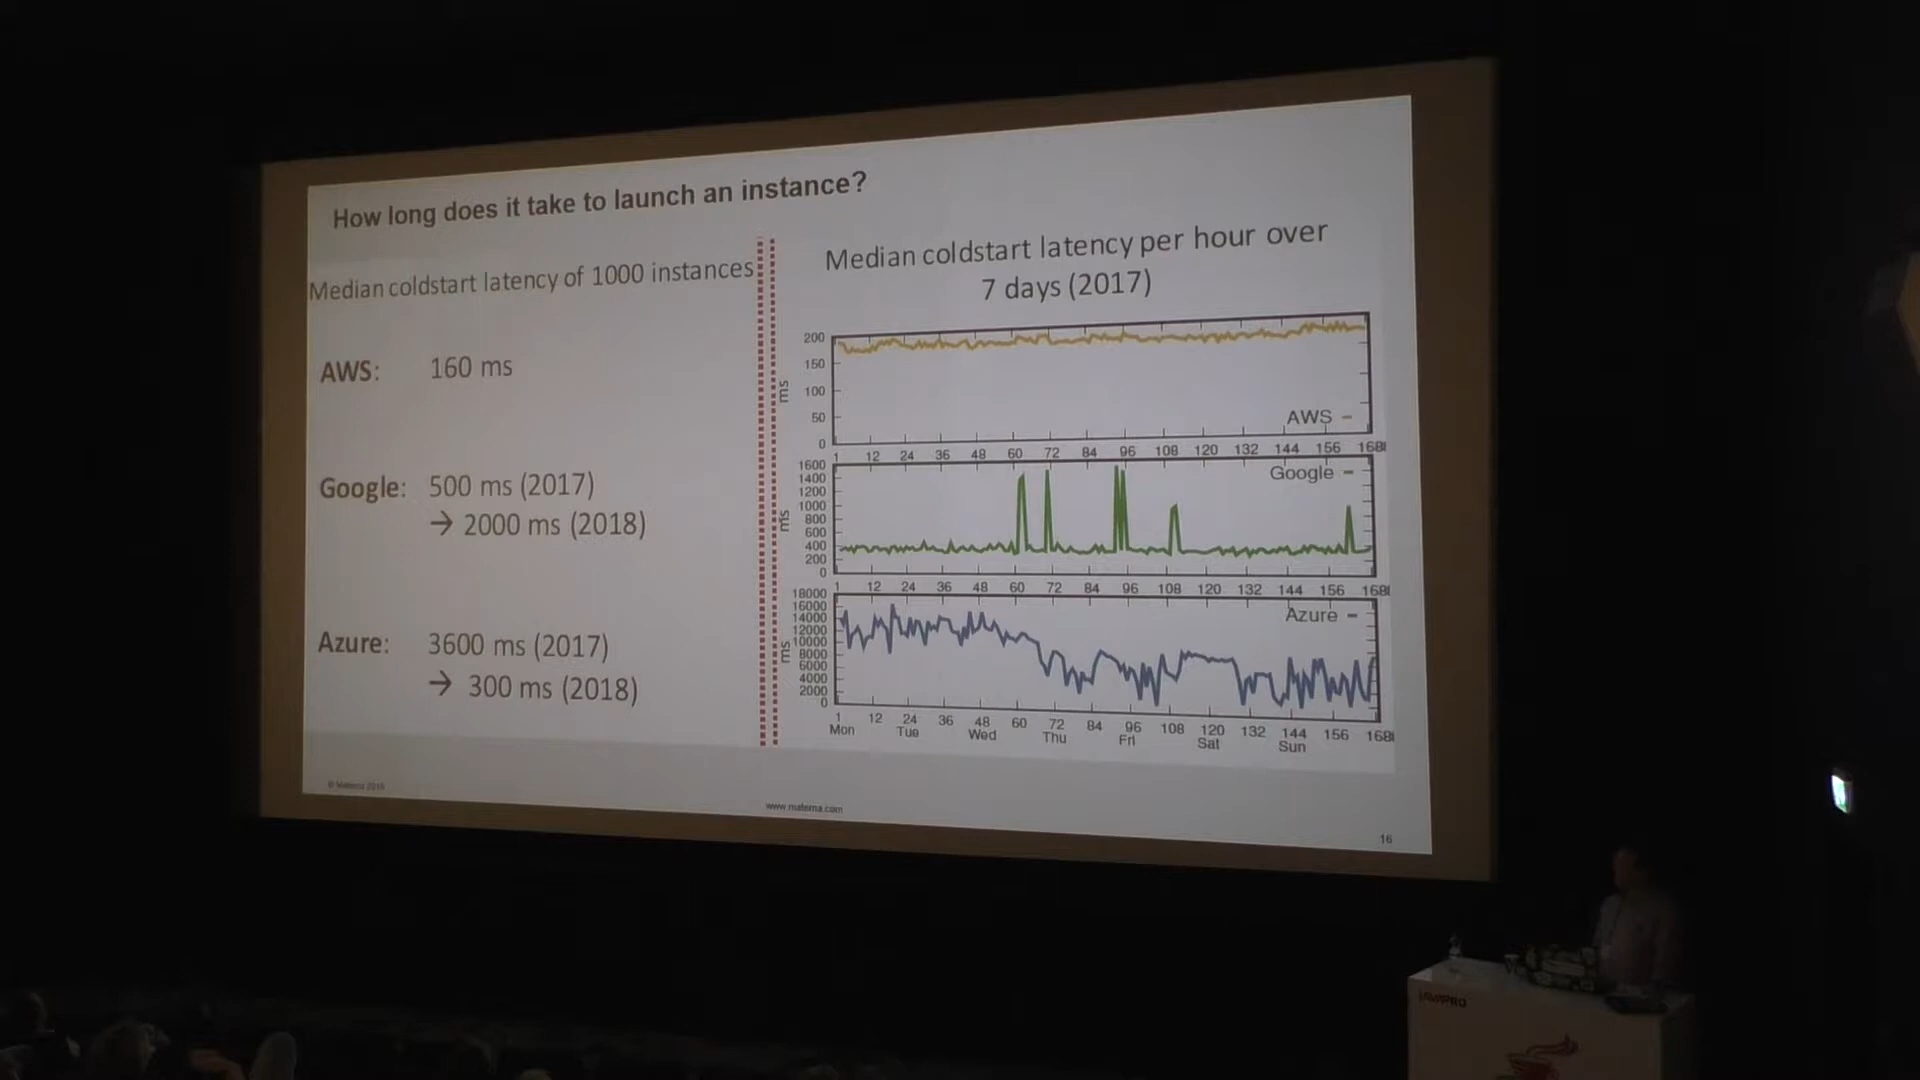 How long does it take to launch an instance?
Median coldstart latency of 1000 instances
AWS: 160 ms
Google: 500 ms (2017)
→ 2000 ms (2018)
Azure: 3600 ms (2017)
→ 300 ms (2018)
Median coldstart latency per hour over
7 days (2017)
200
150
100
50
0
ms
AWS
1 12 24 36 48 60 72 84 96 108 120 132 144 156 168
1600
1400
1200
1000
800
600
400
200
0
ms
Google
1 12 24 36 48 60 72 84 96 108 120 132 144 156 168
18000
16000
14000
12000
10000
8000
6000
4000
2000
0
ms
Azure
1 12 24 36 48 60 72 84 96 108 120 132 144 156 168
Mon Tue Wed Thu Fri Sat Sun
© Materna
www.materna.com
16